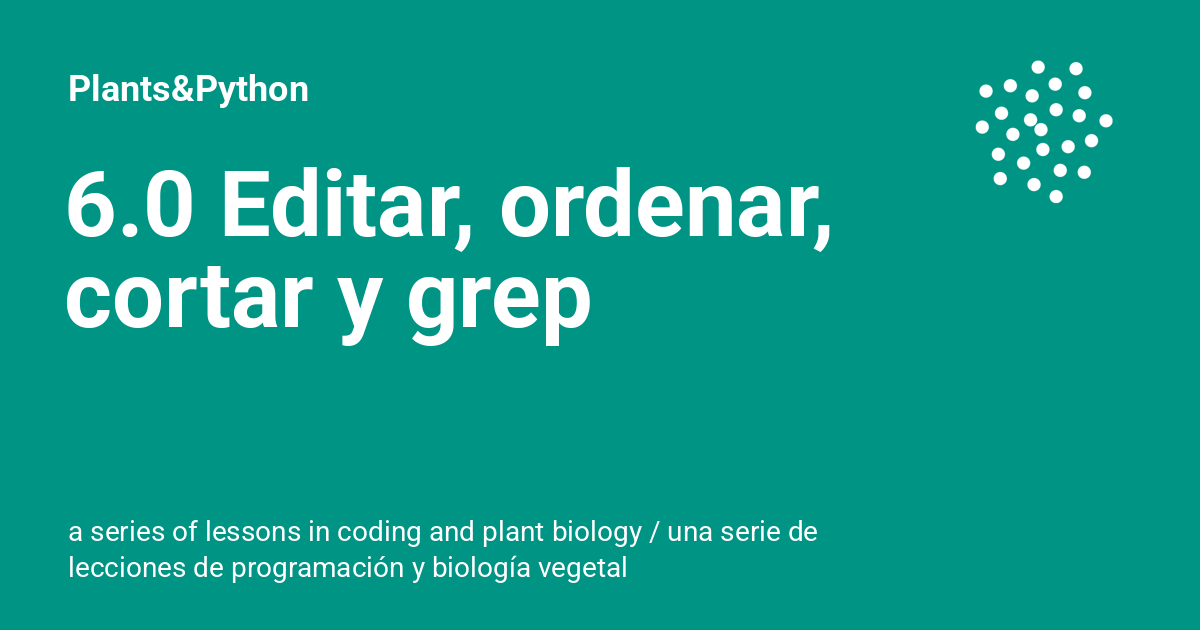 Plants&Python
6.0 Editar, ordenar,
cortar y grep
a series of lessons in coding and plant biology / una serie de
lecciones de programación y biología vegetal